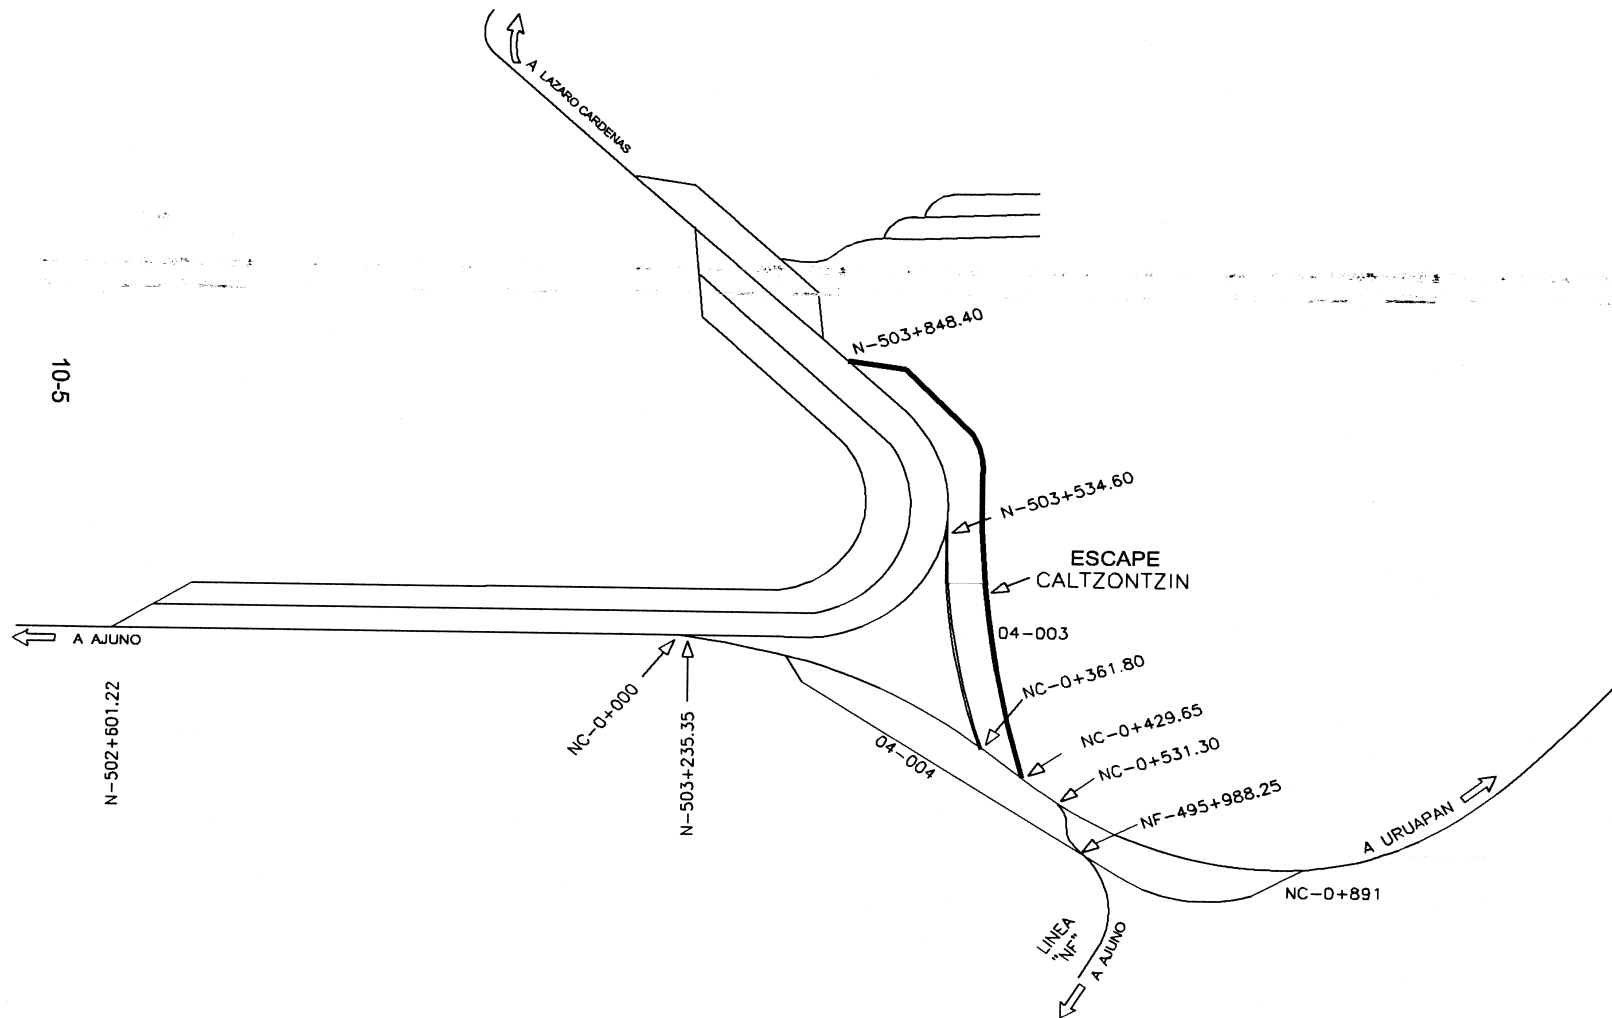 A LAZARO CARDENAS
N-503+848.40
10-5
N-503+534.60
ESCAPE
CALTZONTZIN
04-003
A AJUNO
NC-0+361.80
N-502+601.22
NC-0+000
N-503+235.35
04-004
NC-0+429.65
NC-0+531.30
NF-495+988.25
A URUAPAN
NC-0+891
LINEA
"NF"
A AJUNO